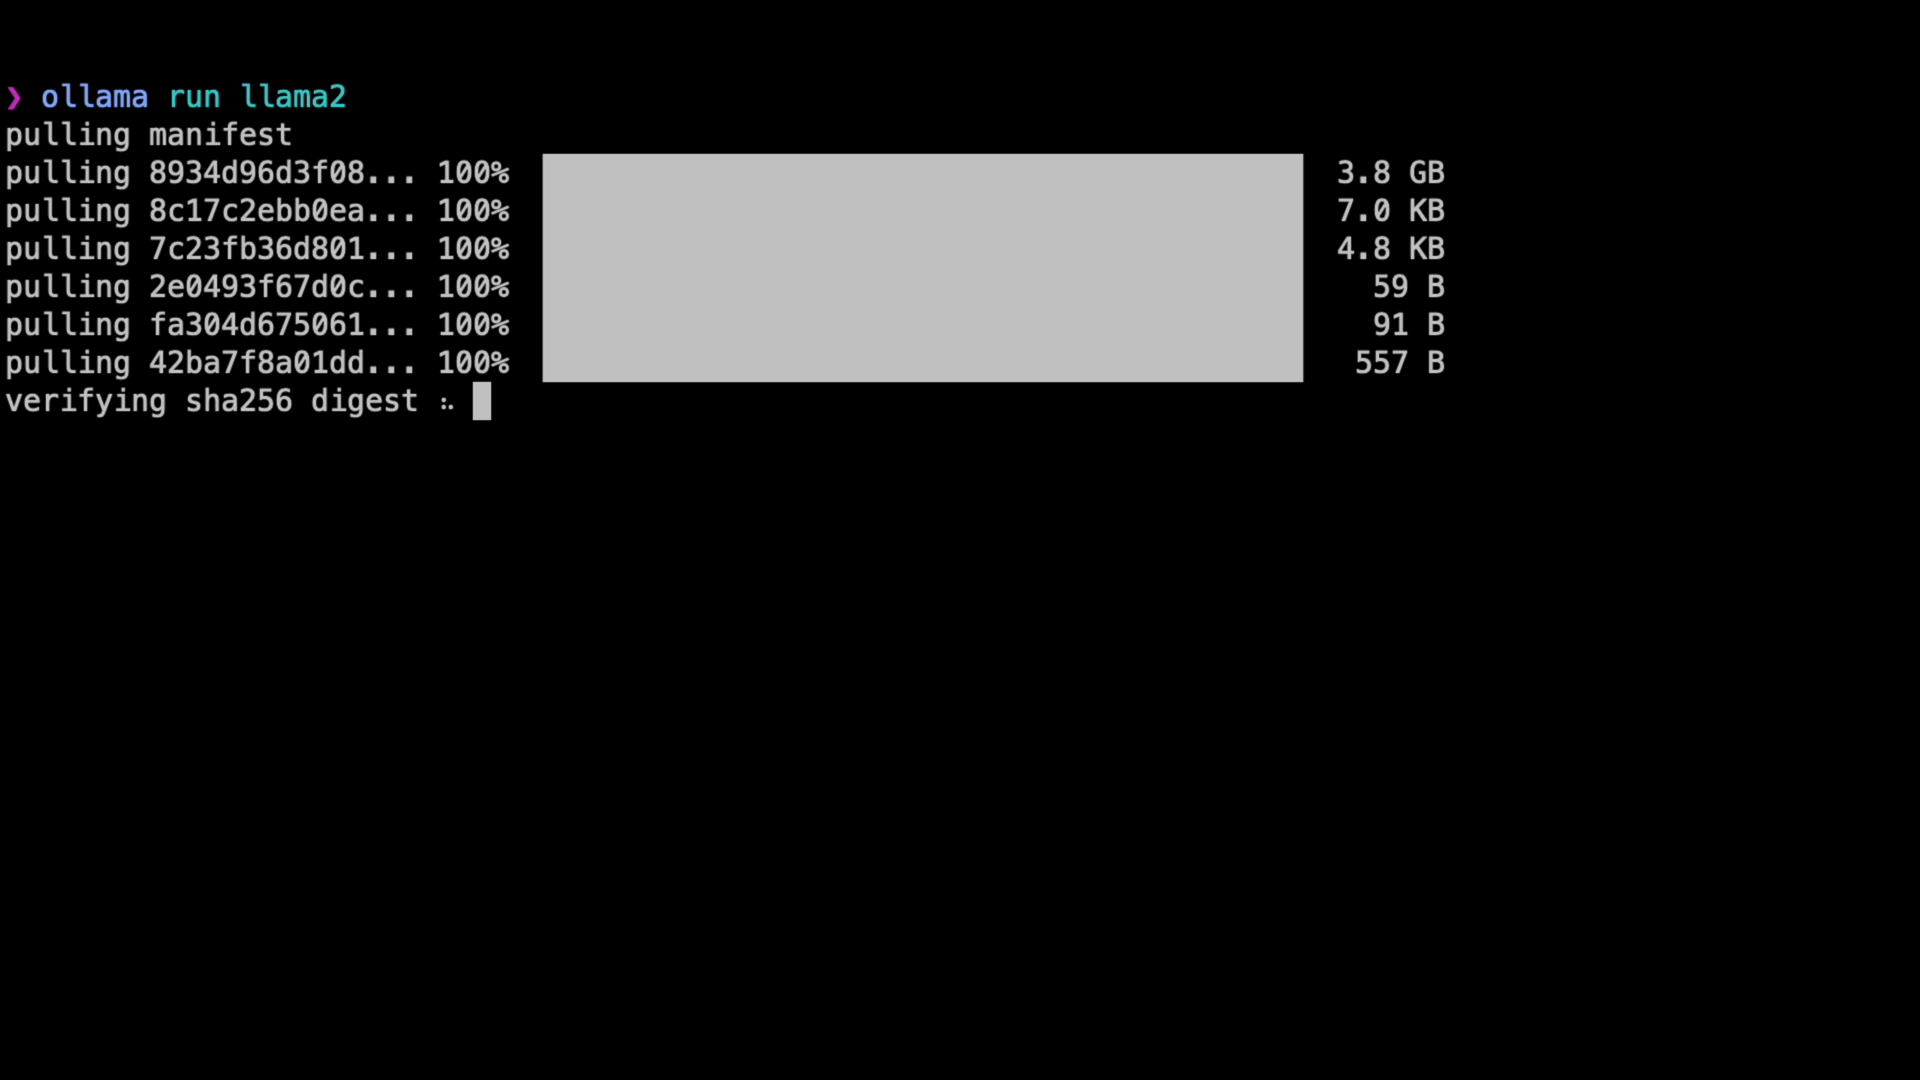 ❯ ollama run llama2
pulling manifest
pulling 8934d96d3f08... 100% 3.8 GB
pulling 8c17c2ebb0ea... 100% 7.0 KB
pulling 7c23fb36d801... 100% 4.8 KB
pulling 2e0493f67d0c... 100% 59 B
pulling fa304d675061... 100% 91 B
pulling 42ba7f8a01dd... 100% 557 B
verifying sha256 digest